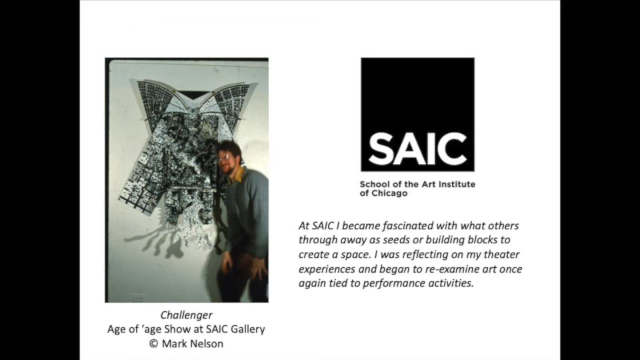 SAIC
School of the Art Institute
of Chicago
At SAIC I became fascinated with what others
through away as seeds or building blocks to
create a space. I was reflecting on my theater
experiences and began to re-examine art once
again tied to performance activities.
Challenger
Age of ‘age Show at SAIC Gallery
© Mark Nelson